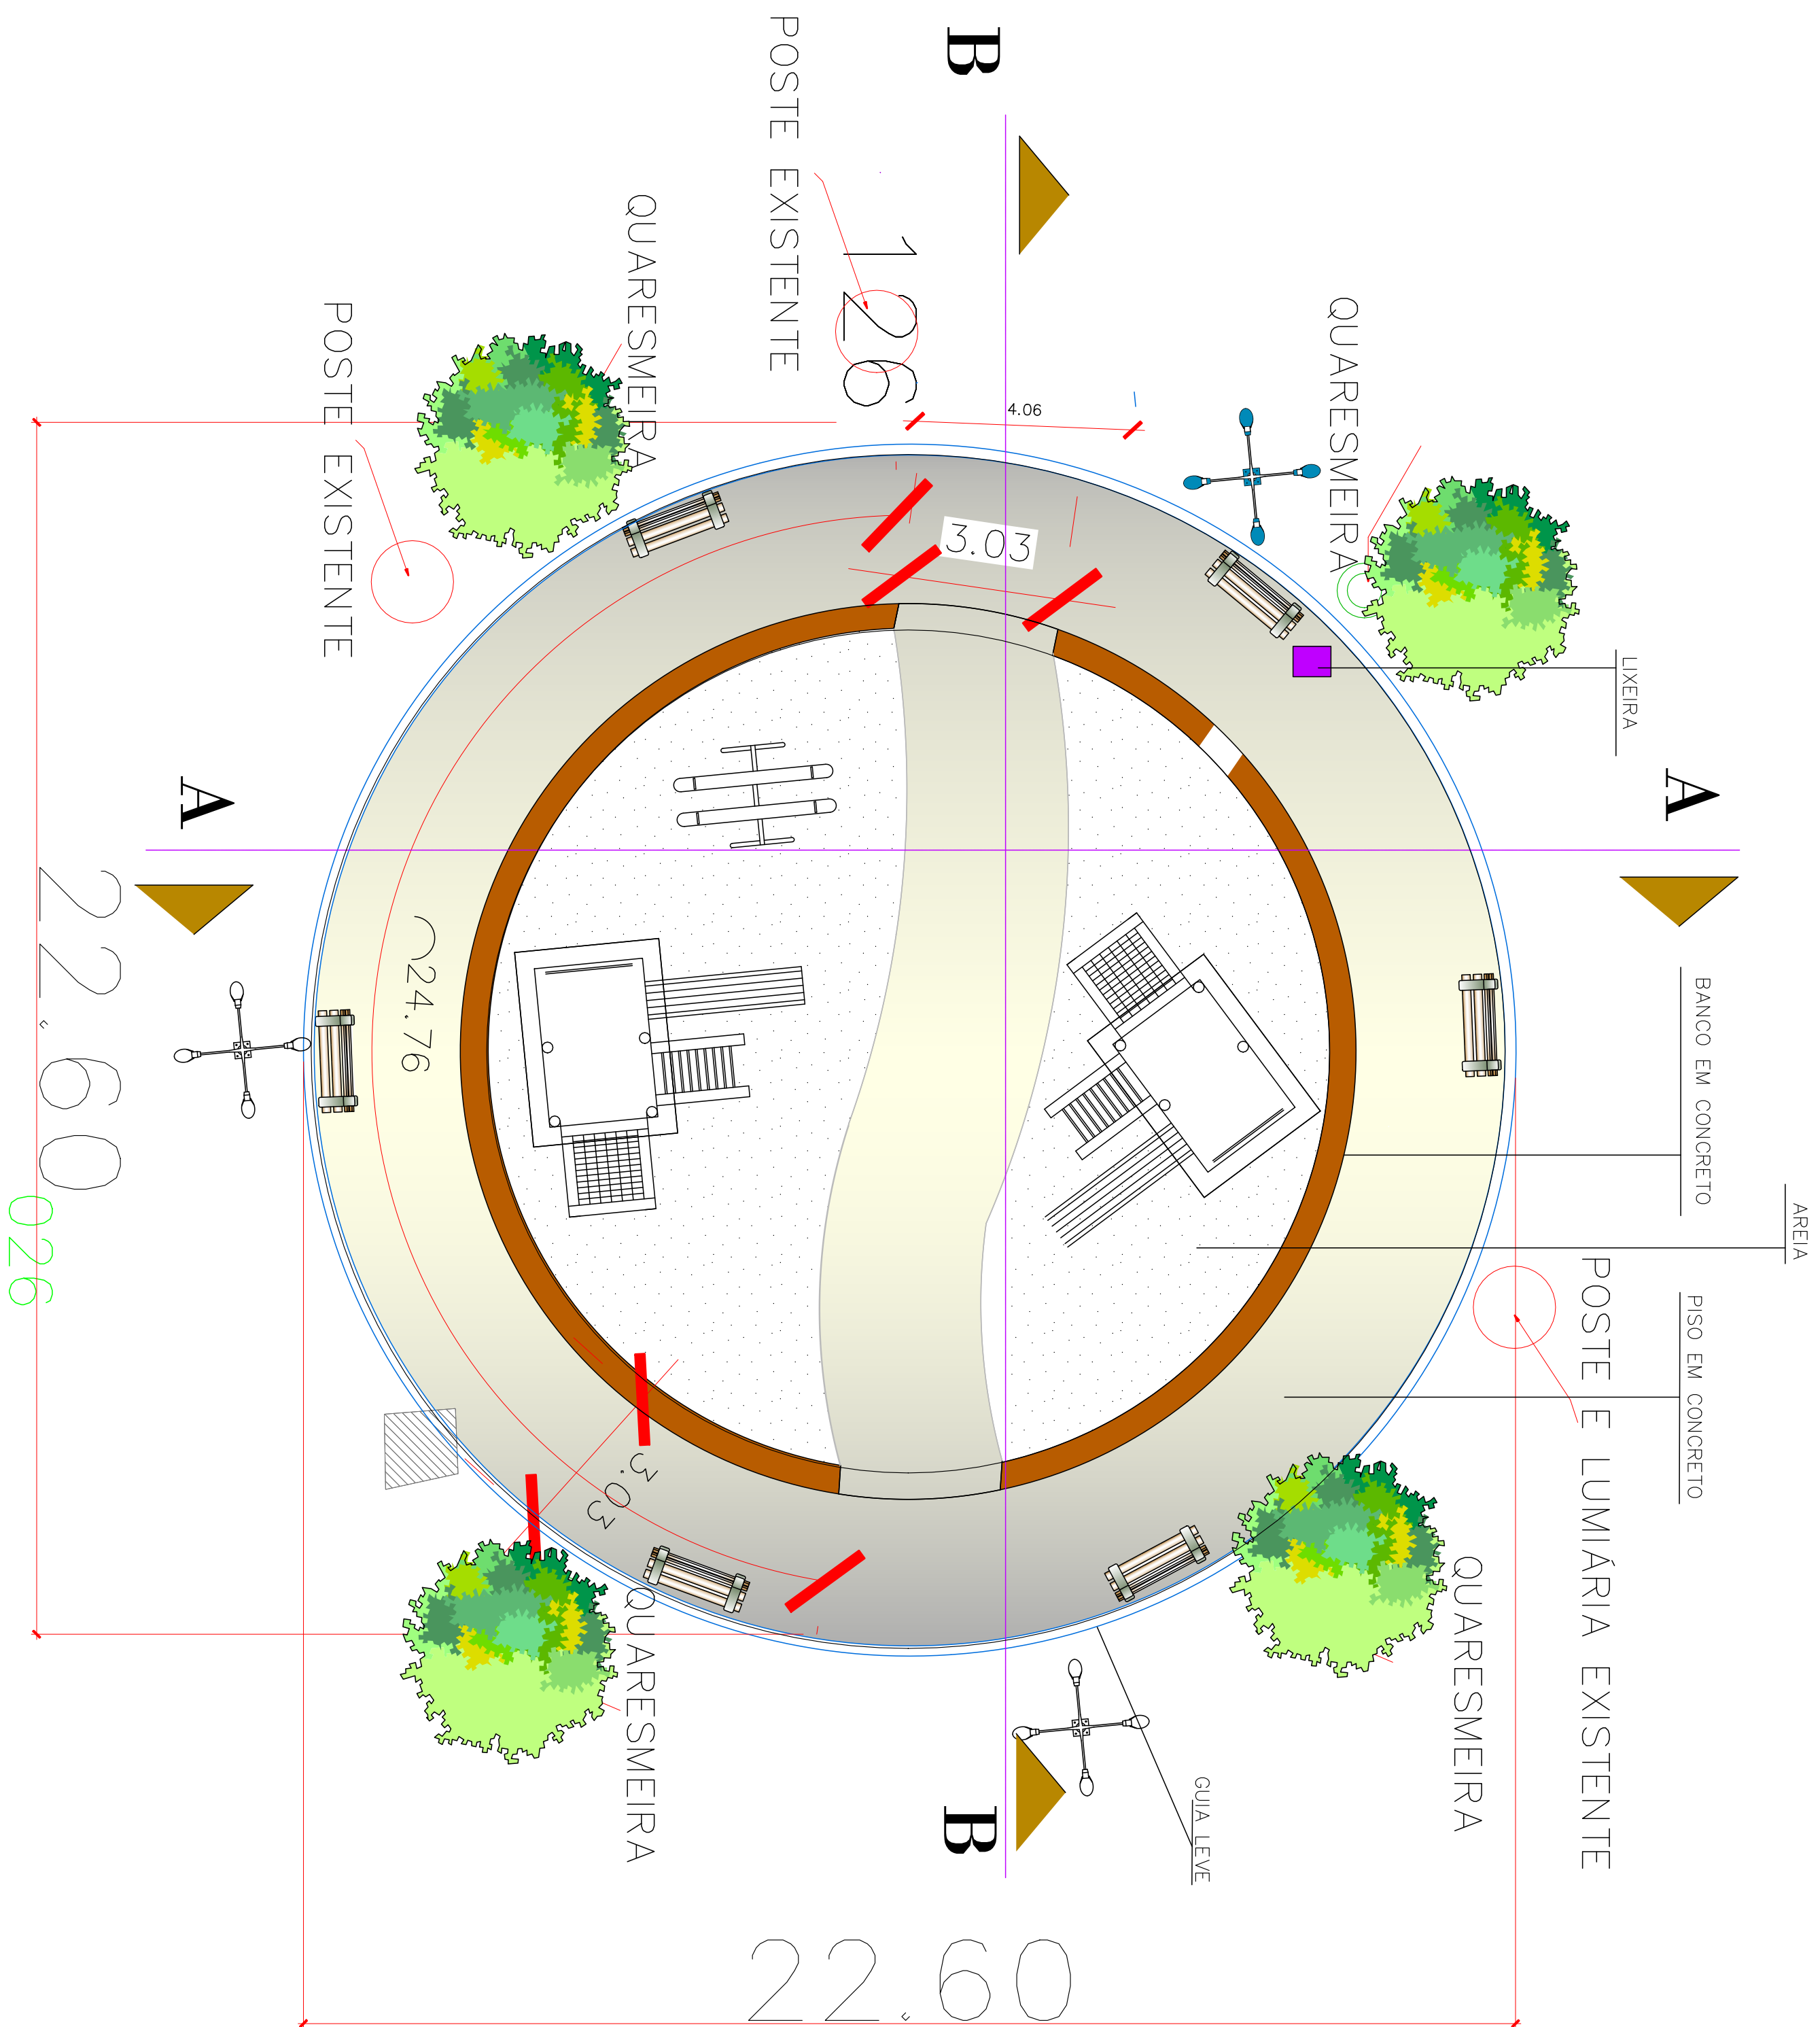 B
POSTE EXISTENTE
126
QUARESMEIRA
POSTE EXISTENTE
QUARESMEIRA
4.06
3.03
LIXEIRA
A
A
22.60
026
24.76
BANCO EM CONCRETO
AREIA
POSTE E LUMIÁRIA EXISTENTE
PISO EM CONCRETO
3.03
QUARESMEIRA
QUARESMEIRA
GUIA LEVE
B
22.60